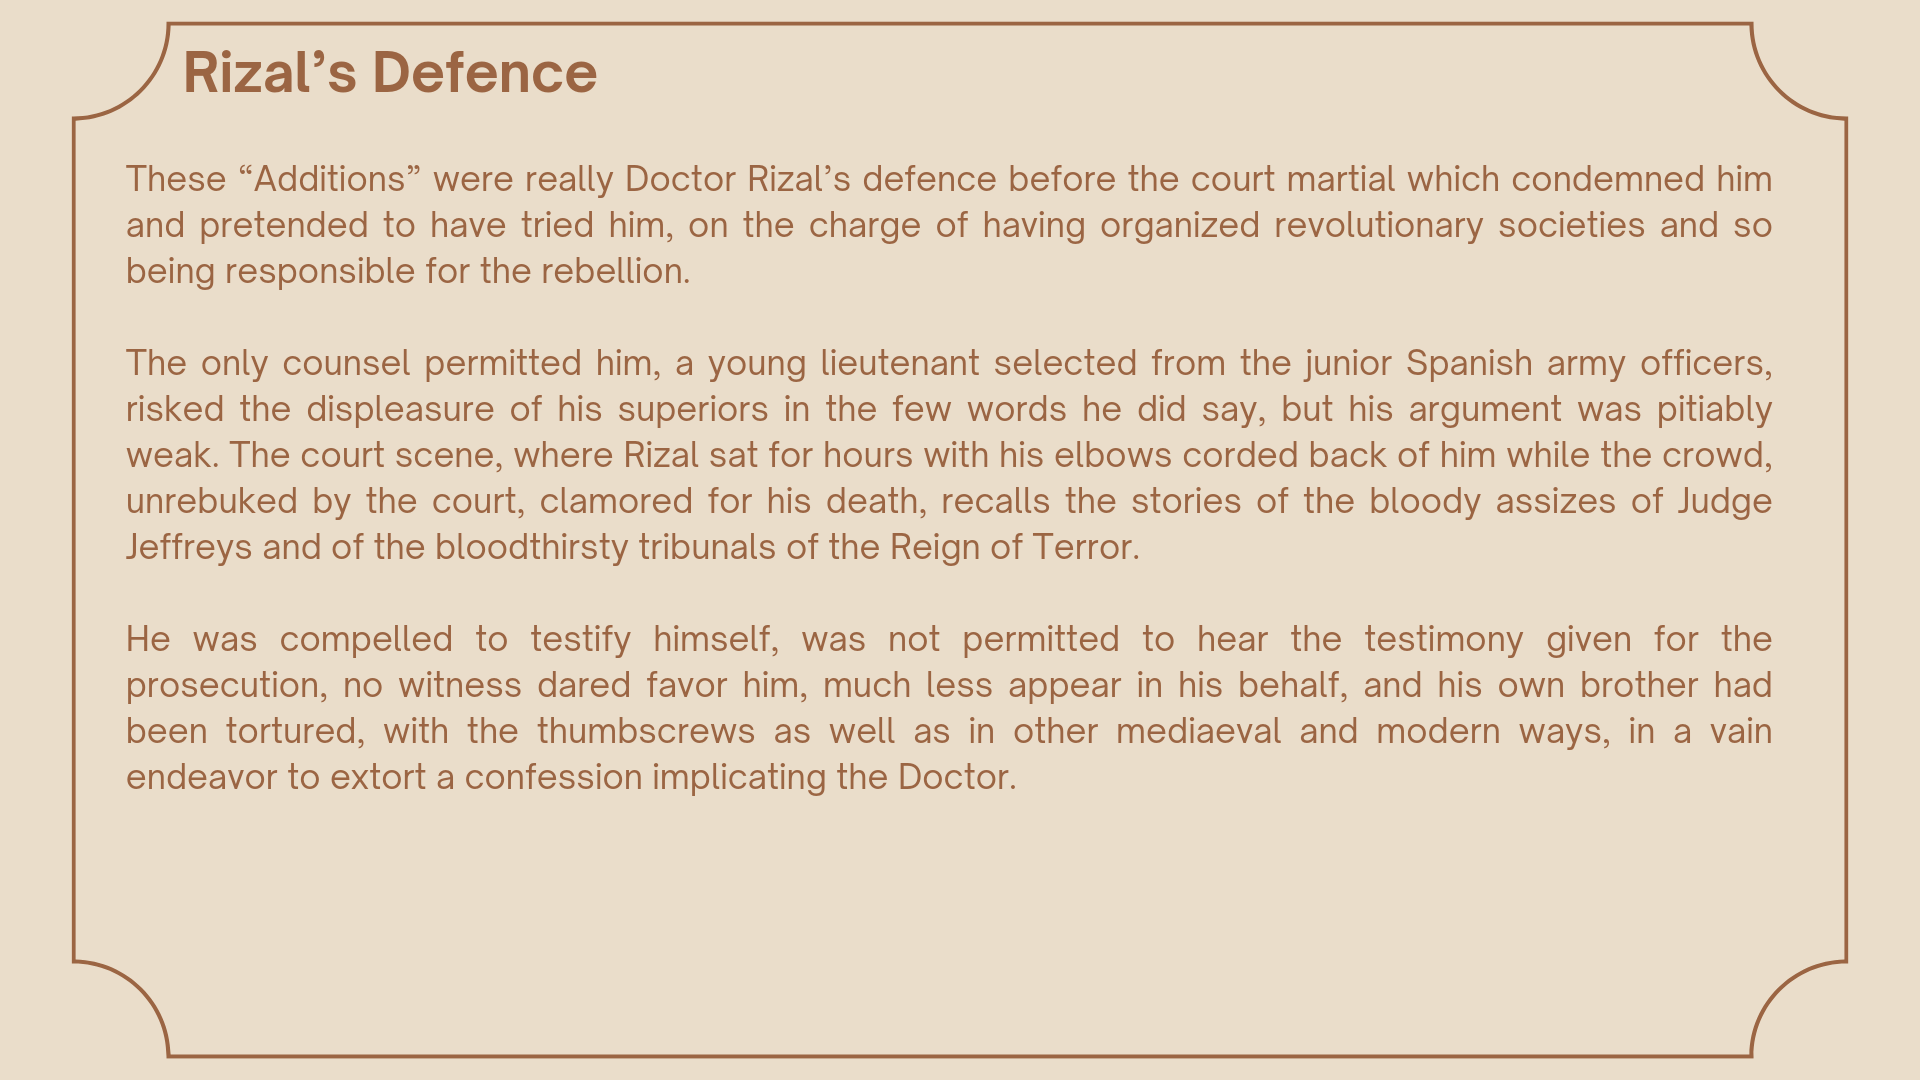 Rizal’s Defence
These “Additions” were really Doctor Rizal’s defence before the court martial which condemned him
and pretended to have tried him, on the charge of having organized revolutionary societies and so
being responsible for the rebellion.
The only counsel permitted him, a young lieutenant selected from the junior Spanish army officers,
risked the displeasure of his superiors in the few words he did say, but his argument was pitiably
weak. The court scene, where Rizal sat for hours with his elbows corded back of him while the crowd,
unrebuked by the court, clamored for his death, recalls the stories of the bloody assizes of Judge
Jeffreys and of the bloodthirsty tribunals of the Reign of Terror.
He was compelled to testify himself, was not permitted to hear the testimony given for the
prosecution, no witness dared favor him, much less appear in his behalf, and his own brother had
been tortured, with the thumbscrews as well as in other mediaeval and modern ways, in a vain
endeavor to extort a confession implicating the Doctor.